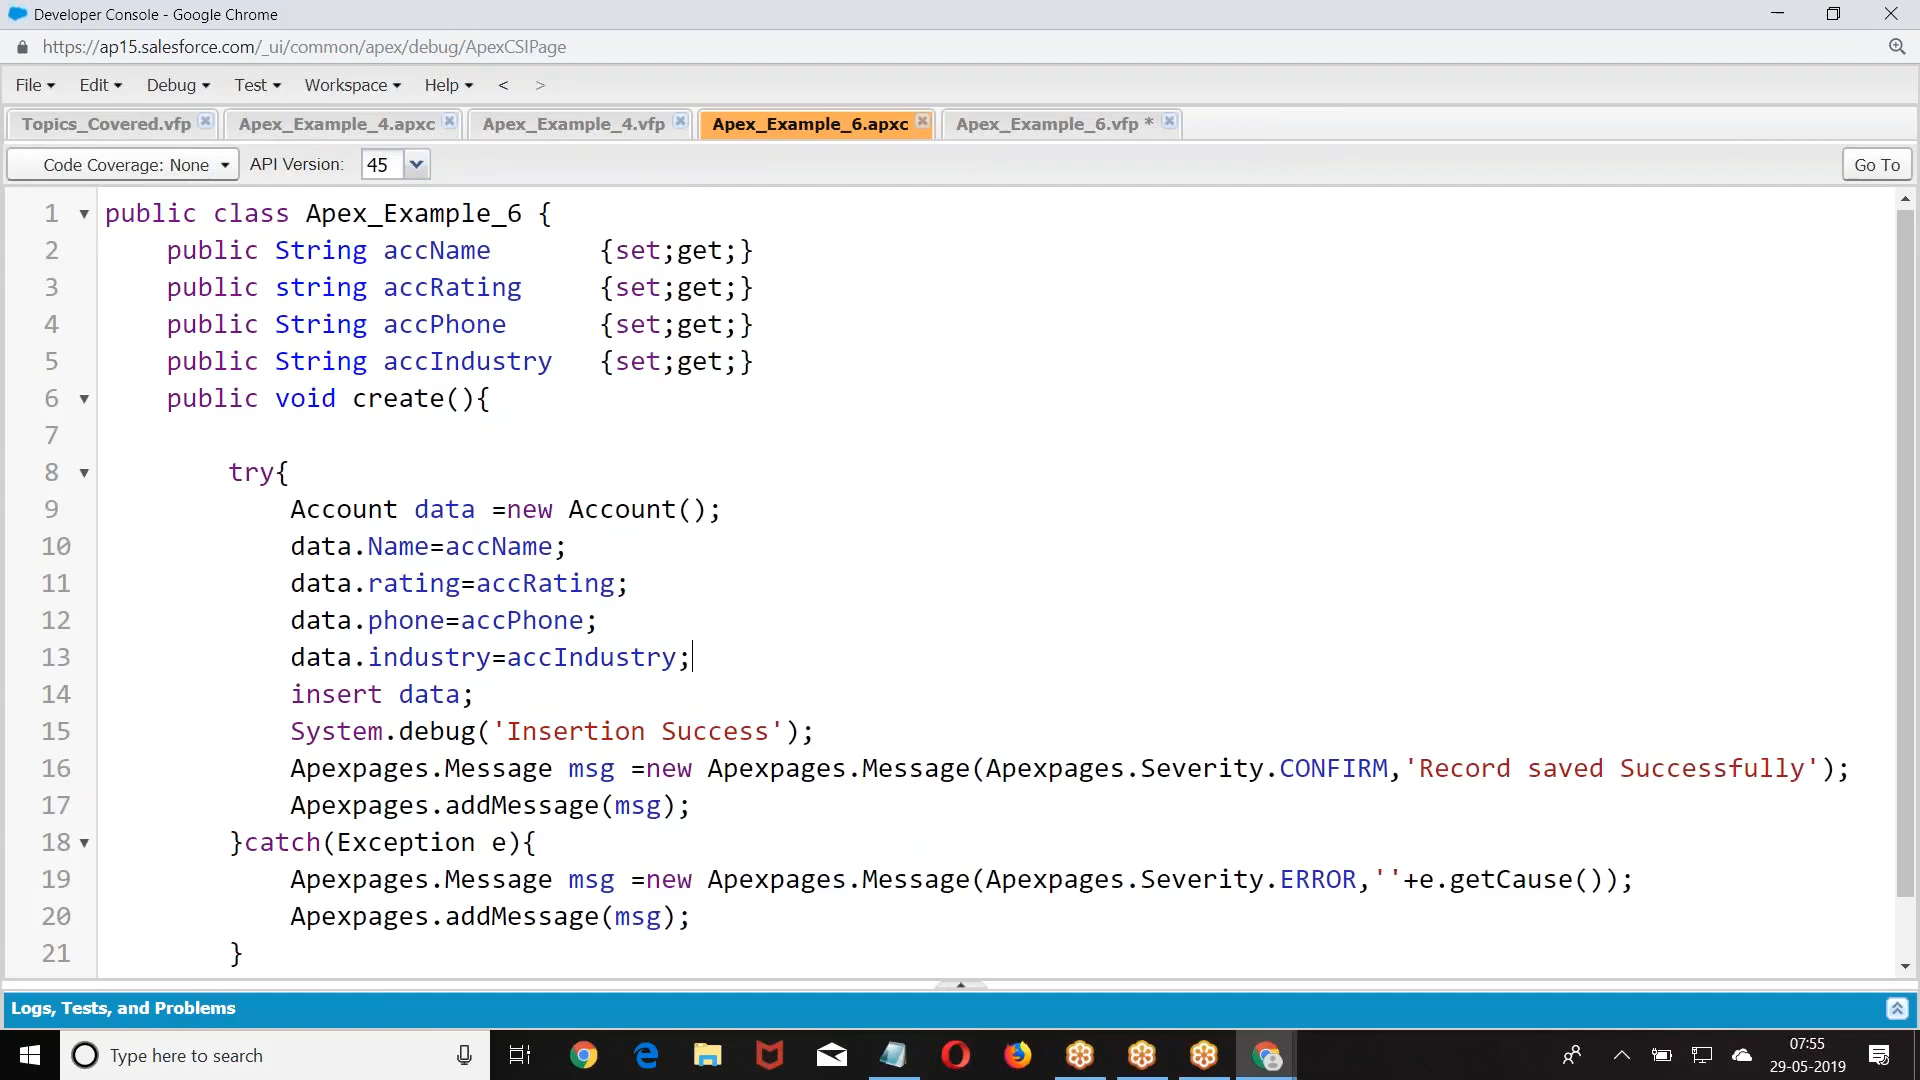 Developer Console - Google Chrome
https://ap15.salesforce.com/_ui/common/apex/debug/ApexCSIPage
File Edit Debug Test Workspace Help < >
Topics_Covered.vfp Apex_Example_4.apxc Apex_Example_4.vfp Apex_Example_6.apxc Apex_Example_6.vfp *
Code Coverage: None API Version: 45 Go To
1 public class Apex_Example_6 {
2 public String accName {set;get;}
3 public string accRating {set;get;}
4 public String accPhone {set;get;}
5 public String accIndustry {set;get;}
6 public void create(){
7
8 try{
9 Account data =new Account();
10 data.Name=accName;
11 data.rating=accRating;
12 data.phone=accPhone;
13 data.industry=accIndustry;
14 insert data;
15 System.debug('Insertion Success');
16 Apexpages.Message msg =new Apexpages.Message(Apexpages.Severity.CONFIRM,'Record saved Successfully');
17 Apexpages.addMessage(msg);
18 }catch(Exception e){
19 Apexpages.Message msg =new Apexpages.Message(Apexpages.Severity.ERROR,''+e.getCause());
20 Apexpages.addMessage(msg);
21 }
Logs, Tests, and Problems
Type here to search
07:55
29-05-2019